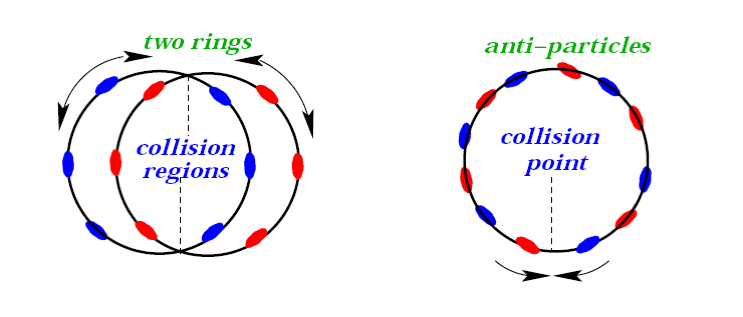 two rings
collision
regions
anti−particles
collision
point